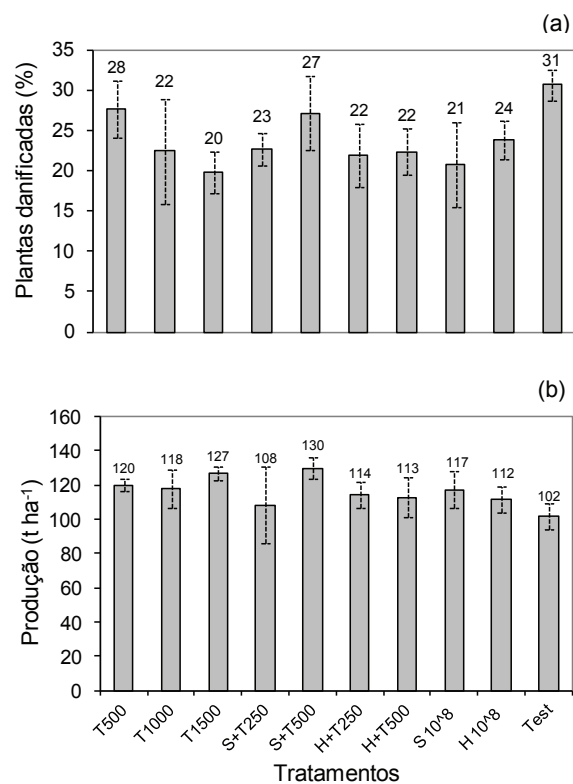 (a)
Plantas danificadas (%)
35
30
25
20
15
10
5
0
28
22
20
23
27
22
22
21
24
31
(b)
Produção (t ha⁻¹)
160
140
120
100
80
60
40
20
0
120
118
127
108
130
114
113
117
112
102
T500
T1000
T1500
S+T250
S+T500
H+T250
H+T500
S 10^8
H 10^8
Test
Tratamentos